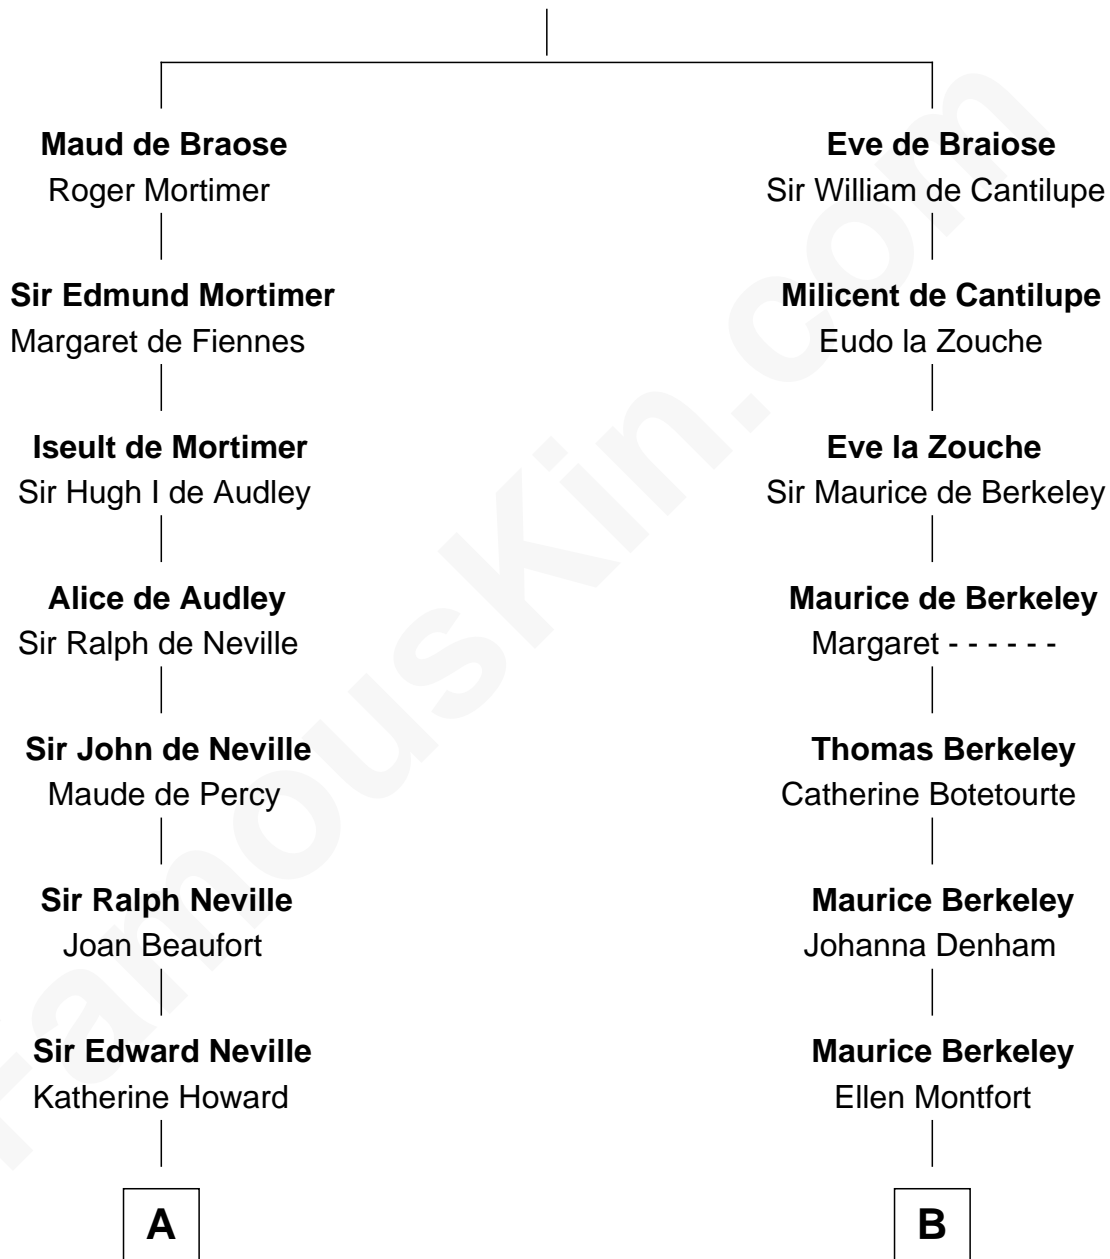 Maud de Braose
Roger Mortimer
Sir Edmund Mortimer
Margaret de Fiennes
Iseult de Mortimer
Sir Hugh I de Audley
Alice de Audley
Sir Ralph de Neville
Sir John de Neville
Maude de Percy
Sir Ralph Neville
Joan Beaufort
Sir Edward Neville
Katherine Howard
A
Eve de Braiose
Sir William de Cantilupe
Milicent de Cantilupe
Eudo la Zouche
Eve la Zouche
Sir Maurice de Berkeley
Maurice de Berkeley
Margaret - - - - - -
Thomas Berkeley
Catherine Botetourte
Maurice Berkeley
Johanna Denham
Maurice Berkeley
Ellen Montfort
B
FamousKin.com